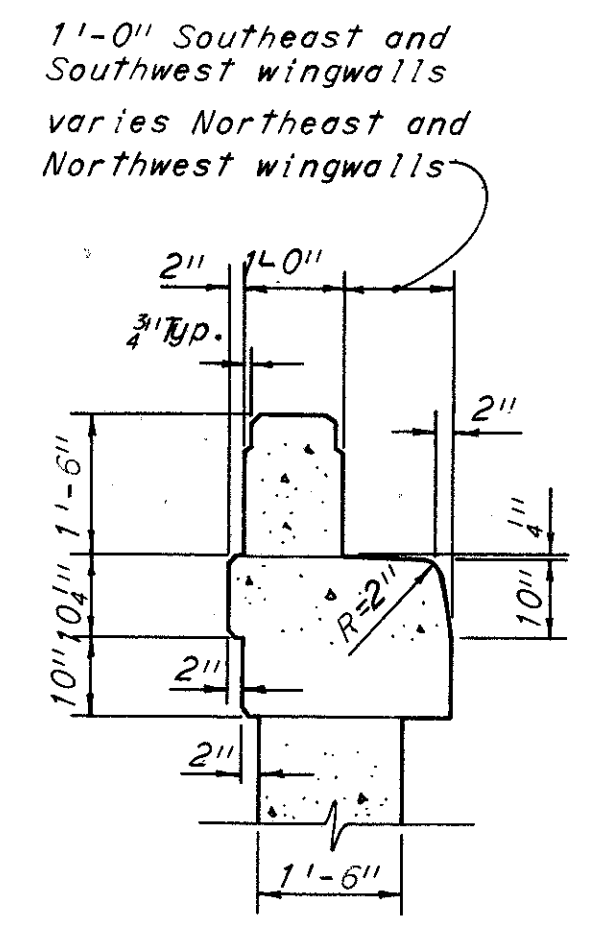 1'-0" Southeast and
Southwest wingwalls
varies Northeast and
Northwest wingwalls
2" 1'-0"
3/4" Typ.
2"
1'-6"
1/4"
10 1/4"
10"
R=2"
10"
2"
2"
1'-6"